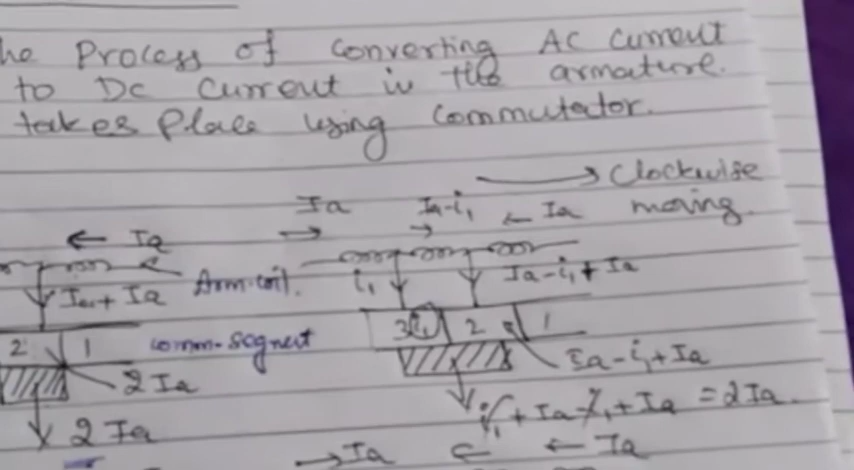 he Process of Converting AC Current
to DC Current in the armature.
takes Place using Commutator.
→ Clockwise
moving.
Ia Ia-i₁ ← Ia
→ →
← Ia
i₁ Ia-i₁+Ia
Ia+Ia Arm.coil.
3 i₁ 2 1
2 1 comm-segment
Ia-i₁+Ia
2Ia
i₁+Ia-i₁+Ia = 2Ia
2Ia
→Ia ← ←Ia